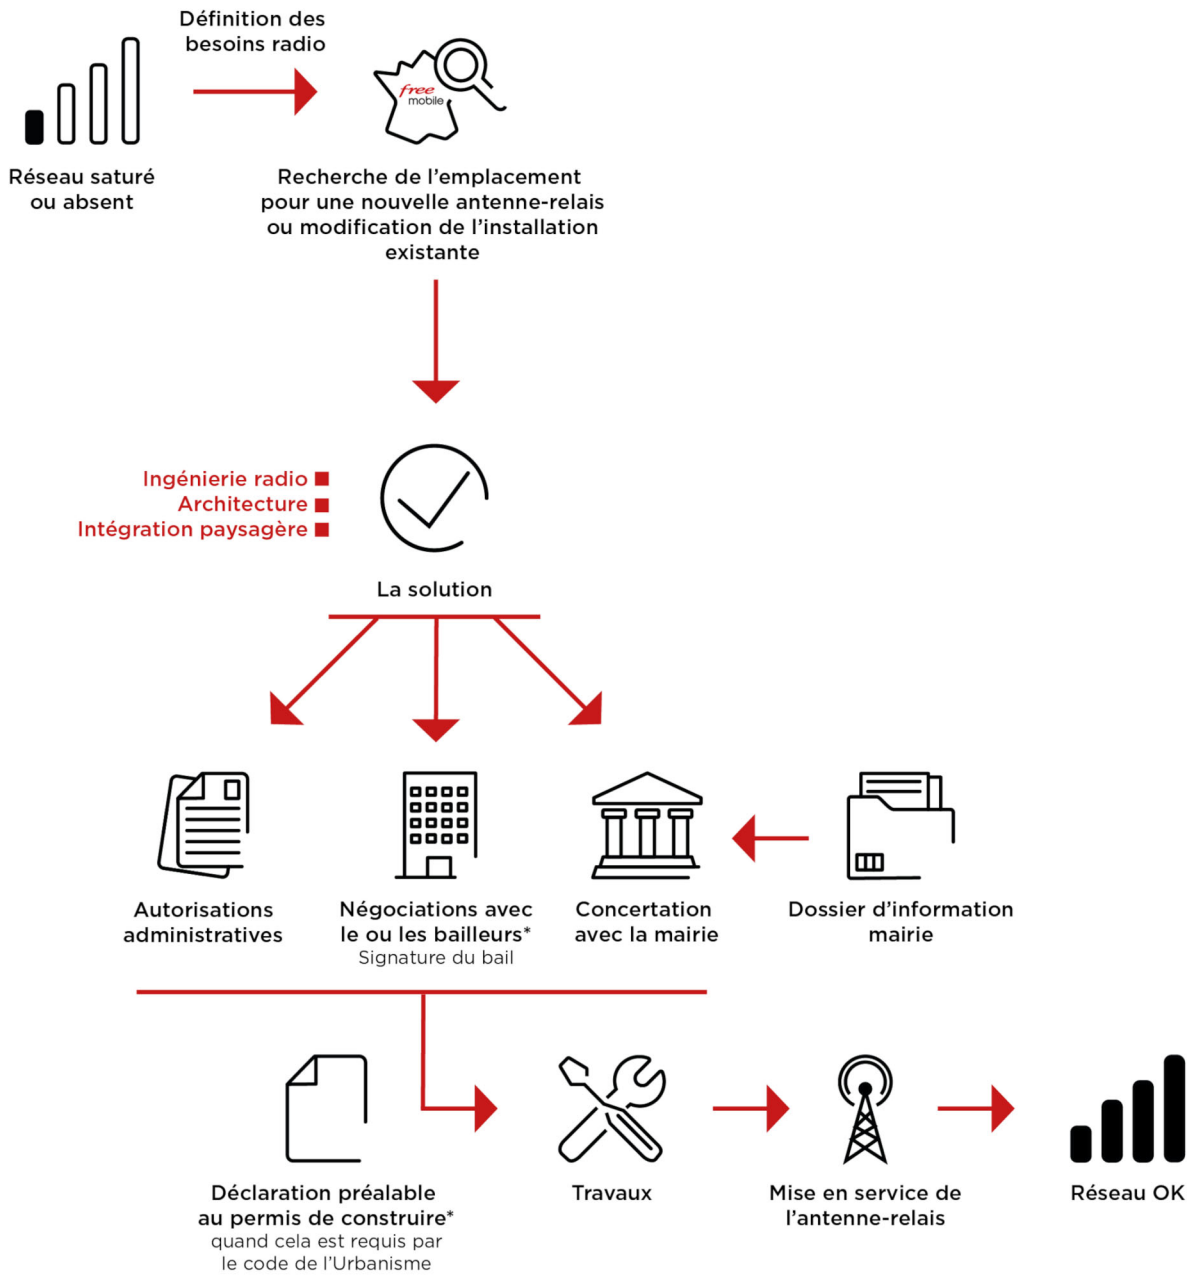 Définition des
besoins radio
free
mobile
Réseau saturé
ou absent
Recherche de l'emplacement
pour une nouvelle antenne-relais
ou modification de l'installation
existante
Ingénierie radio
Architecture
Intégration paysagère
La solution
Autorisations
administratives
Négociations avec
le ou les bailleurs*
Signature du bail
Concertation
avec la mairie
Dossier d'information
mairie
Déclaration préalable
au permis de construire*
quand cela est requis par
le code de l'Urbanisme
Travaux
Mise en service de
l'antenne-relais
Réseau OK